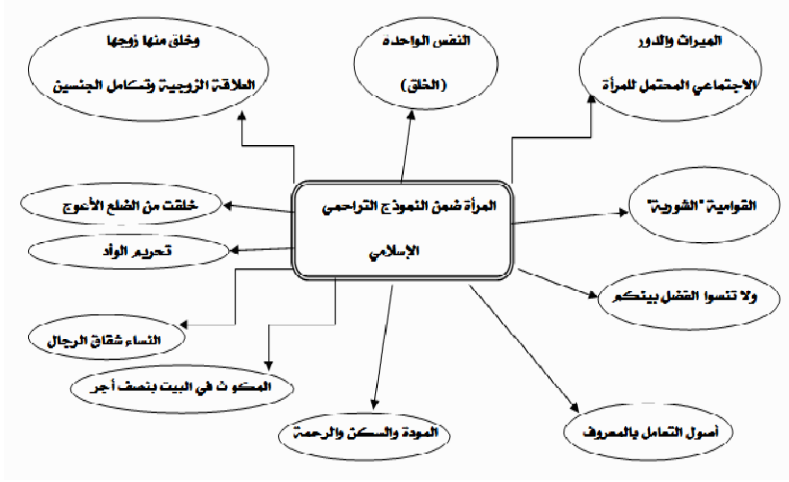 الميراث والدور
الاجتماعي المحتمل للمرأة
النفس الواحدة
(الخلق)
وخلق منها زوجها
العلاقة الزوجية وتكامل الجنسين
المرأة ضمن النموذج التراحمي
الإسلامي
القوامية "الشورية"
ولا تنسوا الفضل بينكم
أصول التعامل بالمعروف
المودة والسكن والرحمة
خلقت من الضلع الأعوج
تحريم الوأد
النساء شقاق الرجال
المكوث في البيت بنصف أجر